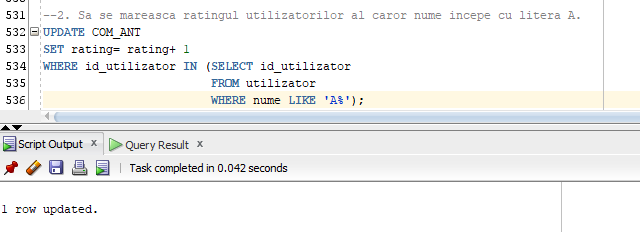 530
531 --2. Sa se mareasca ratingul utilizatorilor al caror nume incepe cu litera A.
532 UPDATE COM_ANT
533 SET rating= rating+ 1
534 WHERE id_utilizator IN (SELECT id_utilizator
535 FROM utilizator
536 WHERE nume LIKE 'A%');
Script Output x Query Result x
Task completed in 0.042 seconds
1 row updated.